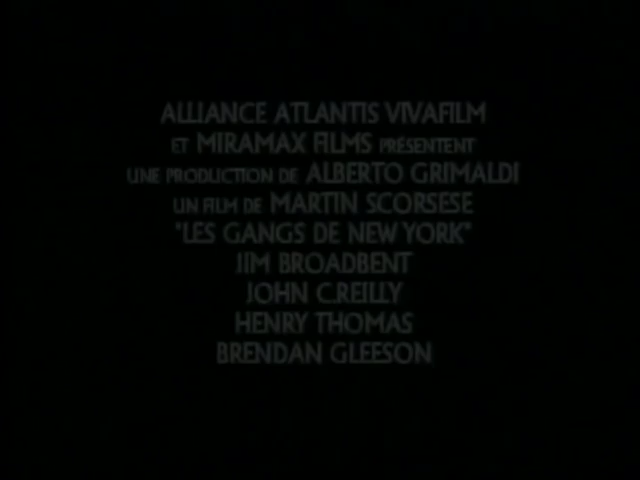 ALLIANCE ATLANTIS VIVAFILM
ET MIRAMAX FILMS PRÉSENTENT
UNE PRODUCTION DE ALBERTO GRIMALDI
UN FILM DE MARTIN SCORSESE
"LES GANGS DE NEW YORK"
JIM BROADBENT
JOHN C.REILLY
HENRY THOMAS
BRENDAN GLEESON